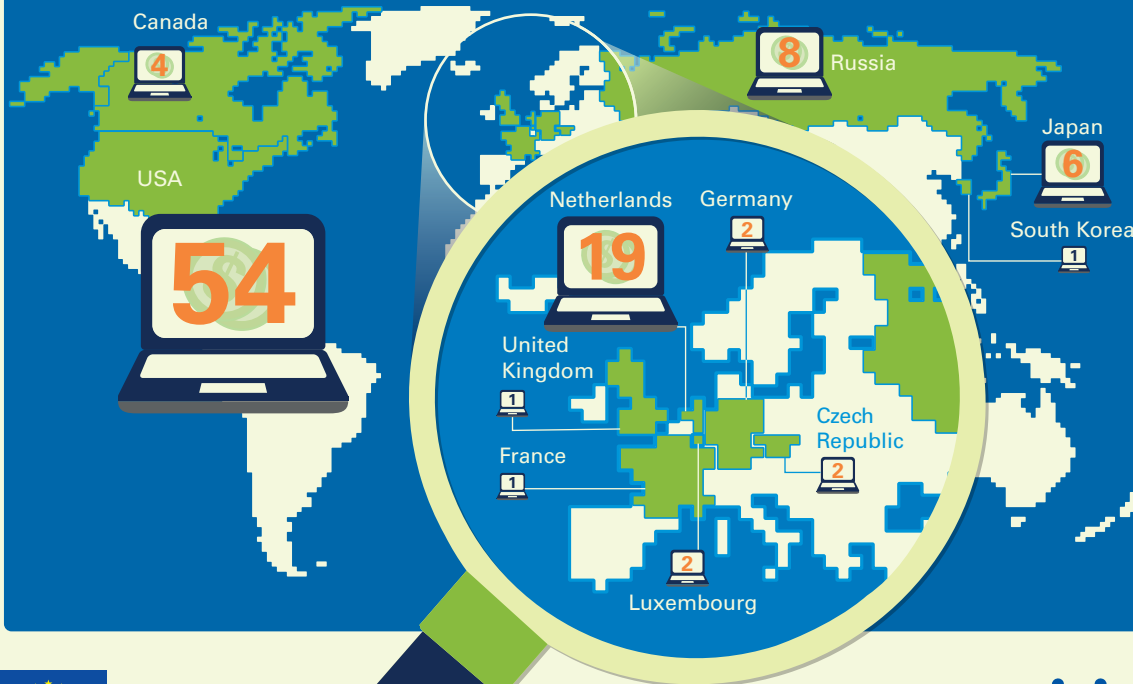 Canada
4
8
Russia
USA
54
Japan
6
South Korea
1
Netherlands
19
Germany
2
United
Kingdom
1
France
1
Czech
Republic
2
2
Luxembourg